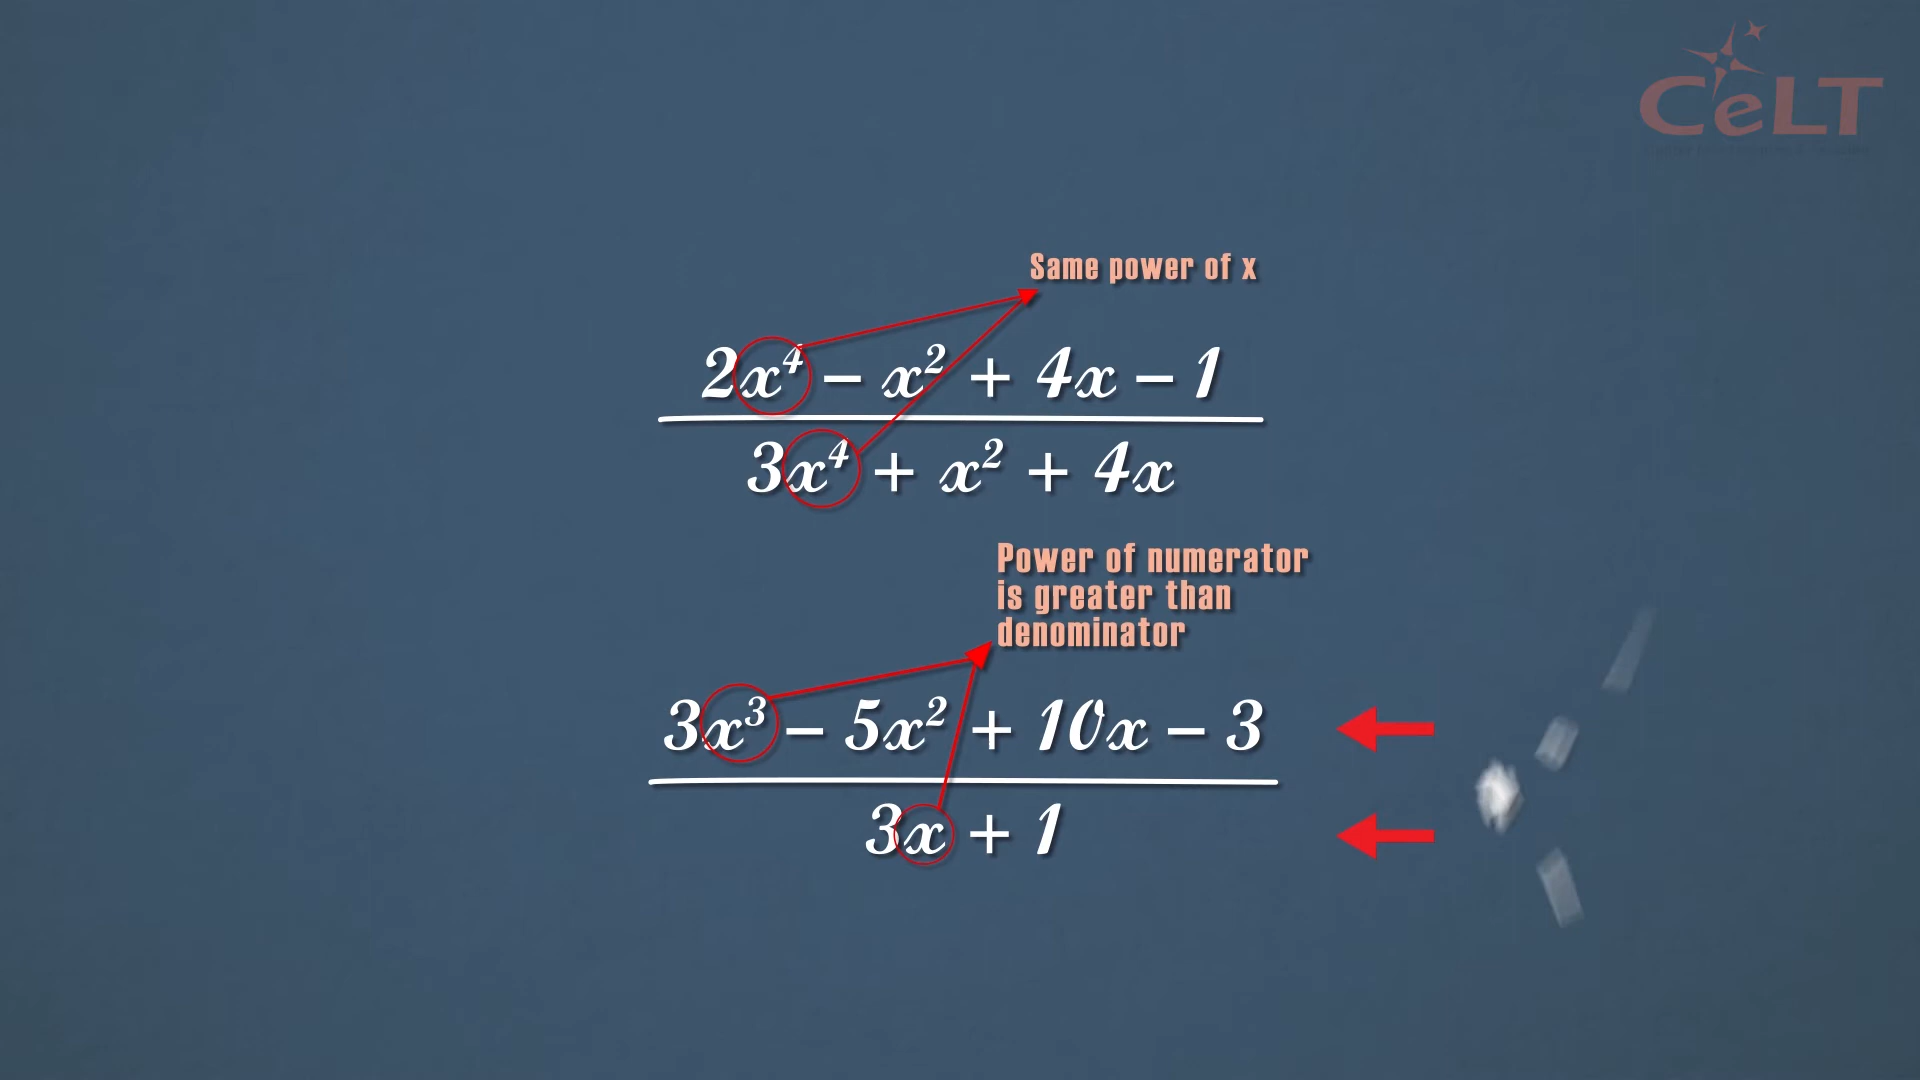 CeLT
Same power of x
2x⁴ − x² + 4x − 1
3x⁴ + x² + 4x
Power of numerator
is greater than
denominator
3x³ − 5x² + 10x − 3
3x + 1